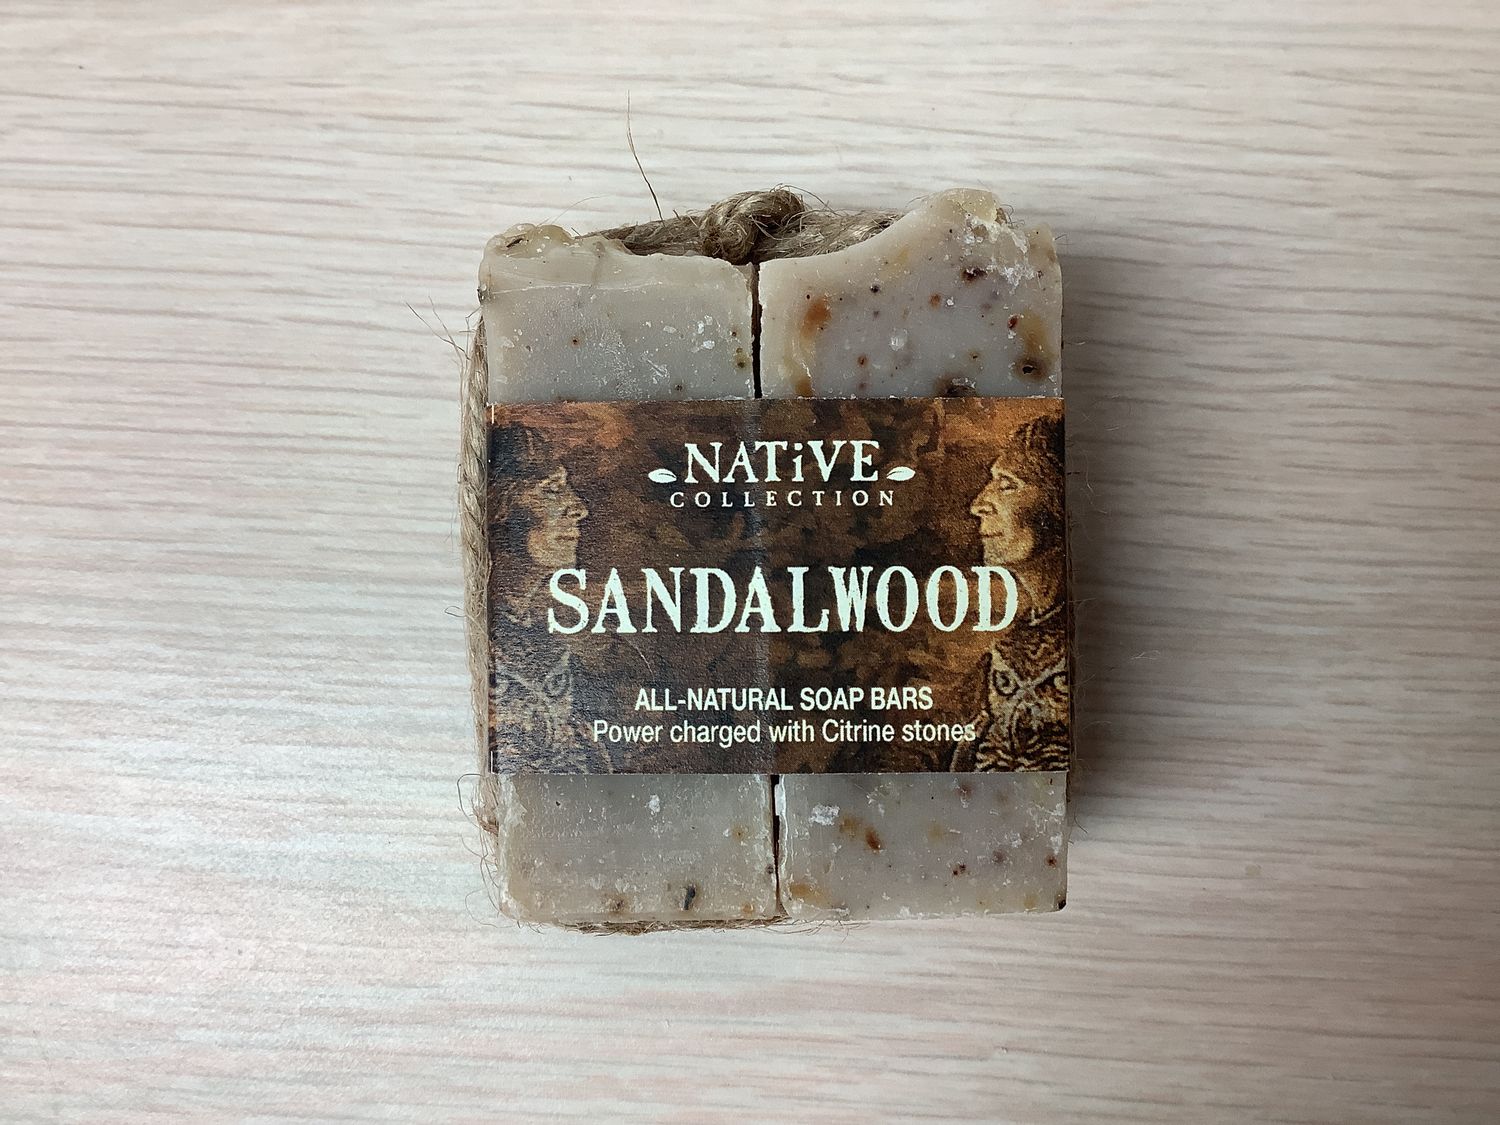 NATiVE
COLLECTION
SANDALWOOD
ALL-NATURAL SOAP BARS
Power charged with Citrine stones